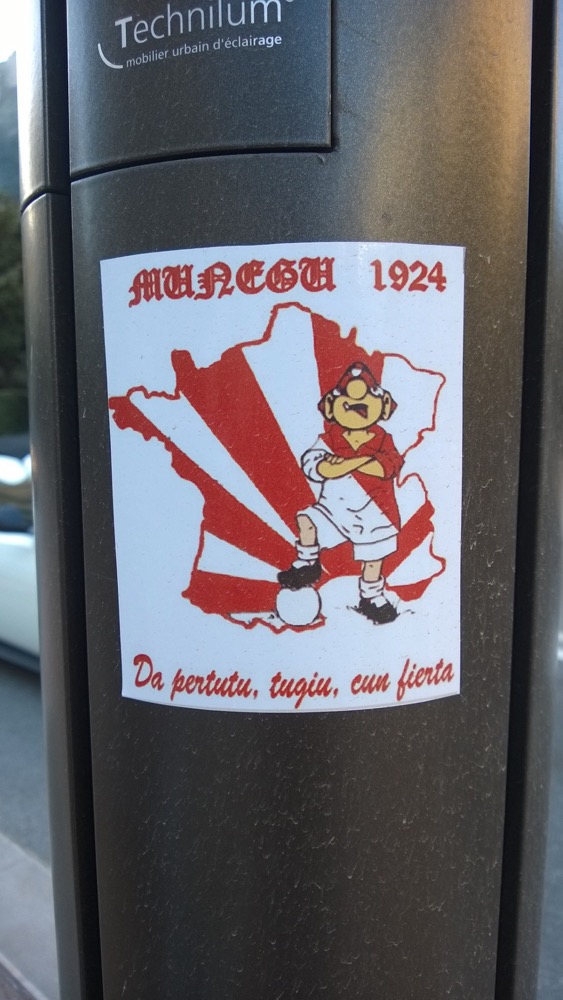 Technilum
mobilier urbain d'éclairage
MUNEGU 1924
Da pertutu, tugiu, cun fierta